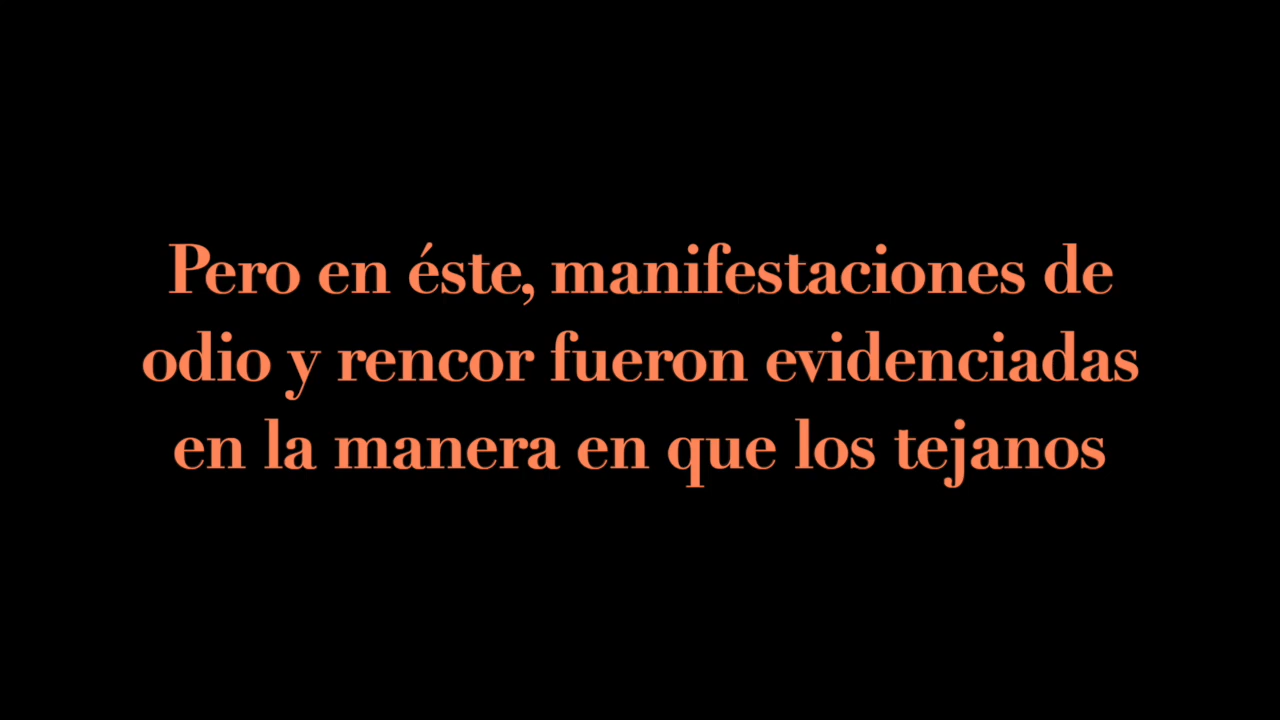 Pero en éste, manifestaciones de
odio y rencor fueron evidenciadas
en la manera en que los tejanos